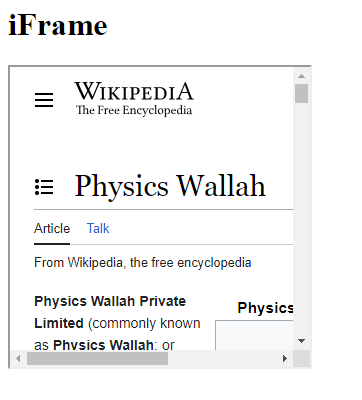 iFrame
WIKIPEDIA
The Free Encyclopedia
Physics Wallah
Article Talk
From Wikipedia, the free encyclopedia
Physics Wallah Private
Limited (commonly known
as Physics Wallah; or
Physics